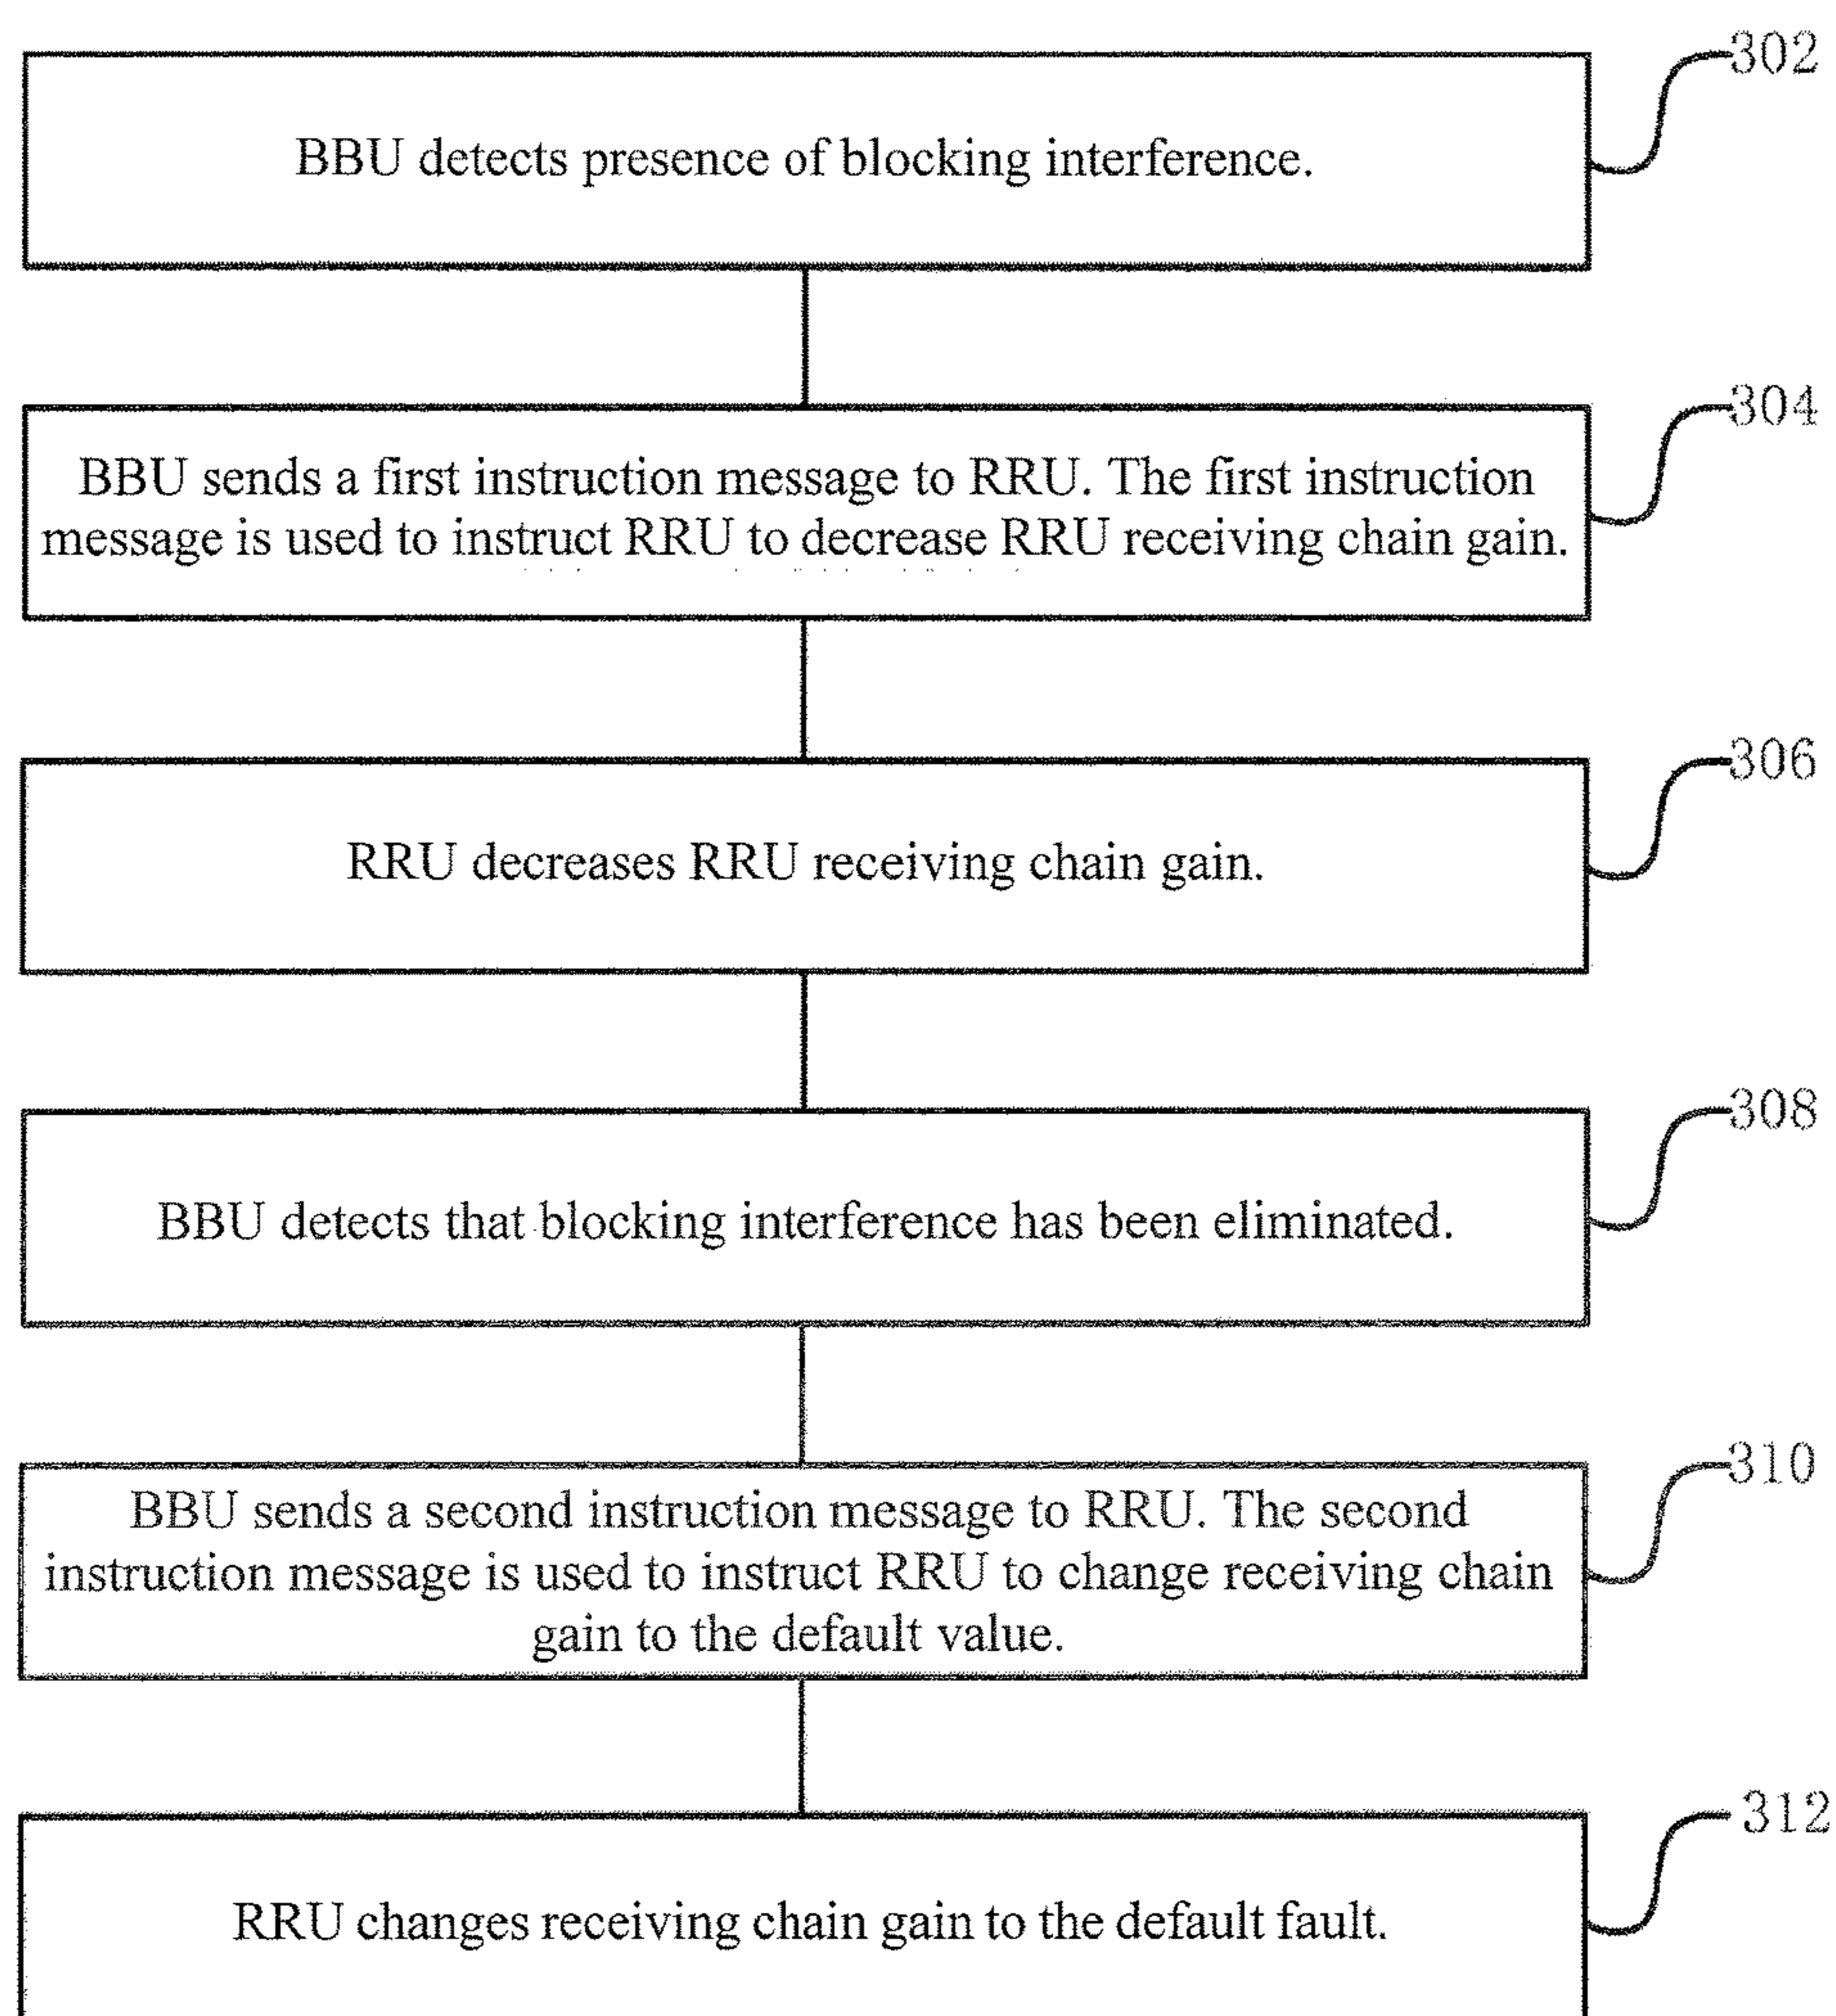 302
BBU detects presence of blocking interference.
304
BBU sends a first instruction message to RRU. The first instruction
message is used to instruct RRU to decrease RRU receiving chain gain.
306
RRU decreases RRU receiving chain gain.
308
BBU detects that blocking interference has been eliminated.
310
BBU sends a second instruction message to RRU. The second
instruction message is used to instruct RRU to change receiving chain
gain to the default value.
312
RRU changes receiving chain gain to the default fault.